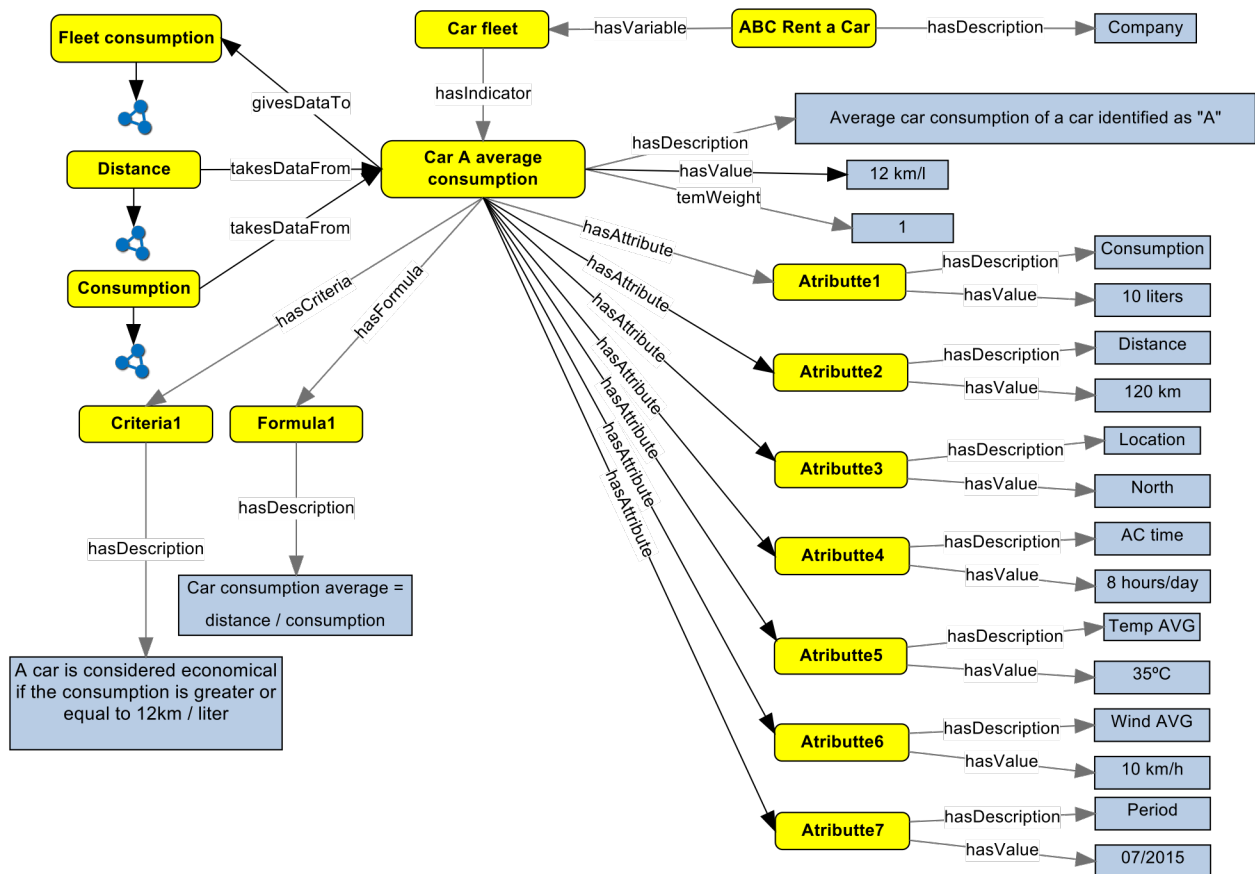 Fleet consumption
Car fleet
hasVariable
ABC Rent a Car
hasDescription
Company
givesDataTo
hasIndicator
Average car consumption of a car identified as "A"
hasDescription
Distance
takesDataFrom
Car A average
consumption
hasValue
12 km/l
temWeight
1
takesDataFrom
Consumption
hasCriteria
hasFormula
hasAttribute
hasAttribute
hasAttribute
hasAttribute
hasAttribute
hasAttribute
hasAttribute
Atributte1
hasDescription
Consumption
hasValue
10 liters
Atributte2
hasDescription
Distance
hasValue
120 km
Criteria1
Formula1
Atributte3
hasDescription
Location
hasValue
North
hasDescription
hasDescription
Atributte4
hasDescription
AC time
hasValue
8 hours/day
Car consumption average =
distance / consumption
A car is considered economical
if the consumption is greater or
equal to 12km / liter
Atributte5
hasDescription
Temp AVG
hasValue
35ºC
Atributte6
hasDescription
Wind AVG
hasValue
10 km/h
Atributte7
hasDescription
Period
hasValue
07/2015